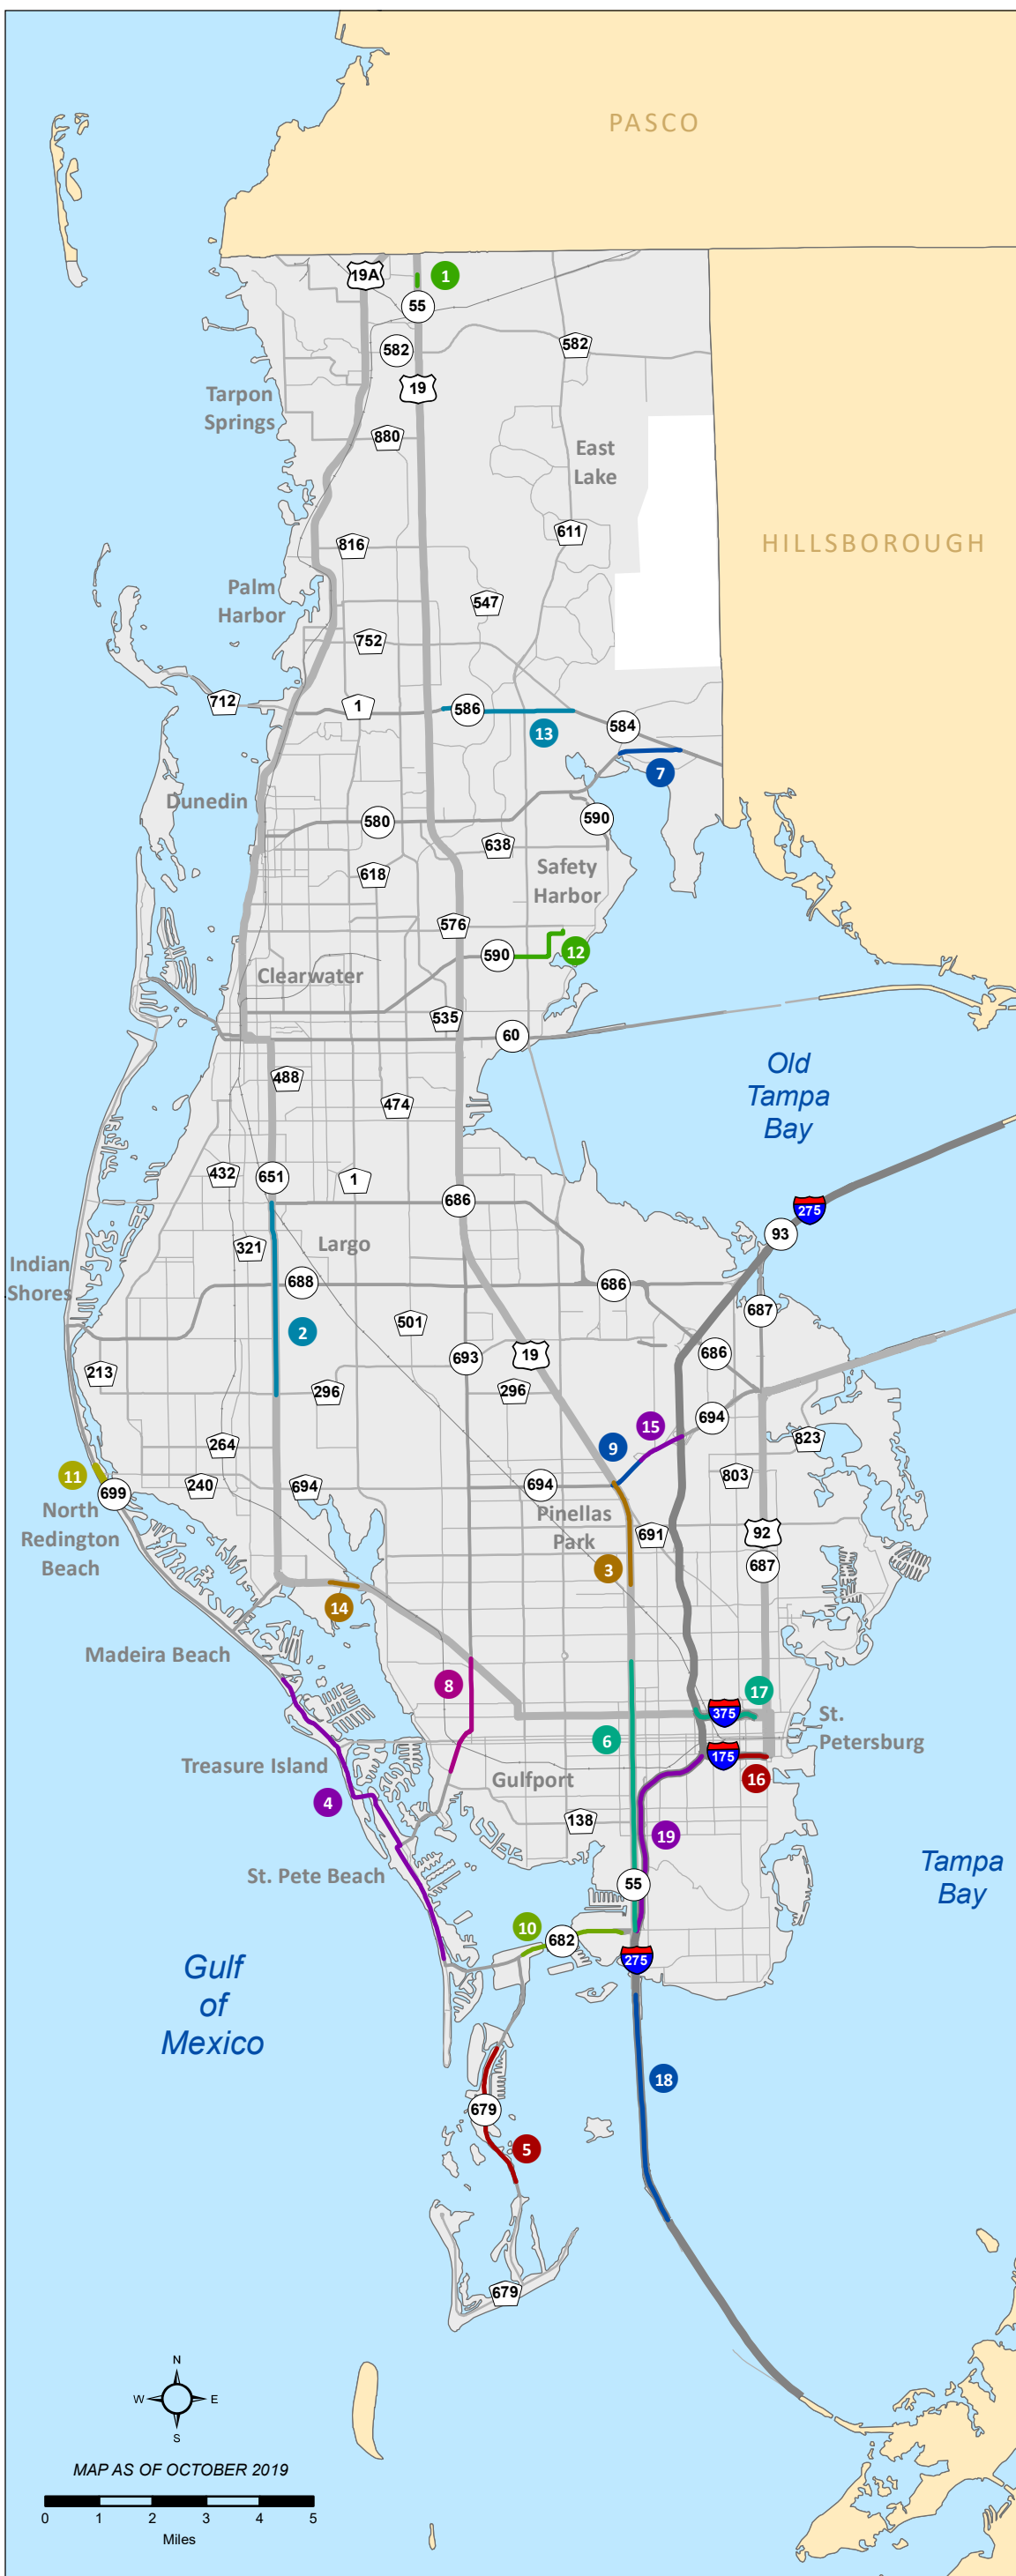 PASCO
19A
1
55
582
582
19
Tarpon
Springs
880
East
Lake
611
HILLSBOROUGH
816
Palm
Harbor
547
752
712
1
586
13
584
7
Dunedin
580
590
638
618
Safety
Harbor
576
590
12
Clearwater
535
60
Old
Tampa
Bay
488
474
432
651
1
686
275
93
321
Largo
Indian
Shores
688
686
2
501
687
693
19
686
213
296
296
694
15
823
264
9
11
699
240
694
694
803
North
Redington
Beach
Pinellas
Park
691
92
3
687
14
Madeira Beach
8
17
375
St.
Petersburg
6
Treasure Island
175
16
Gulfport
4
138
19
St. Pete Beach
55
Tampa
Bay
10
682
275
Gulf
of
Mexico
18
679
5
679
N
W
E
S
MAP AS OF OCTOBER 2019
0 1 2 3 4 5
Miles